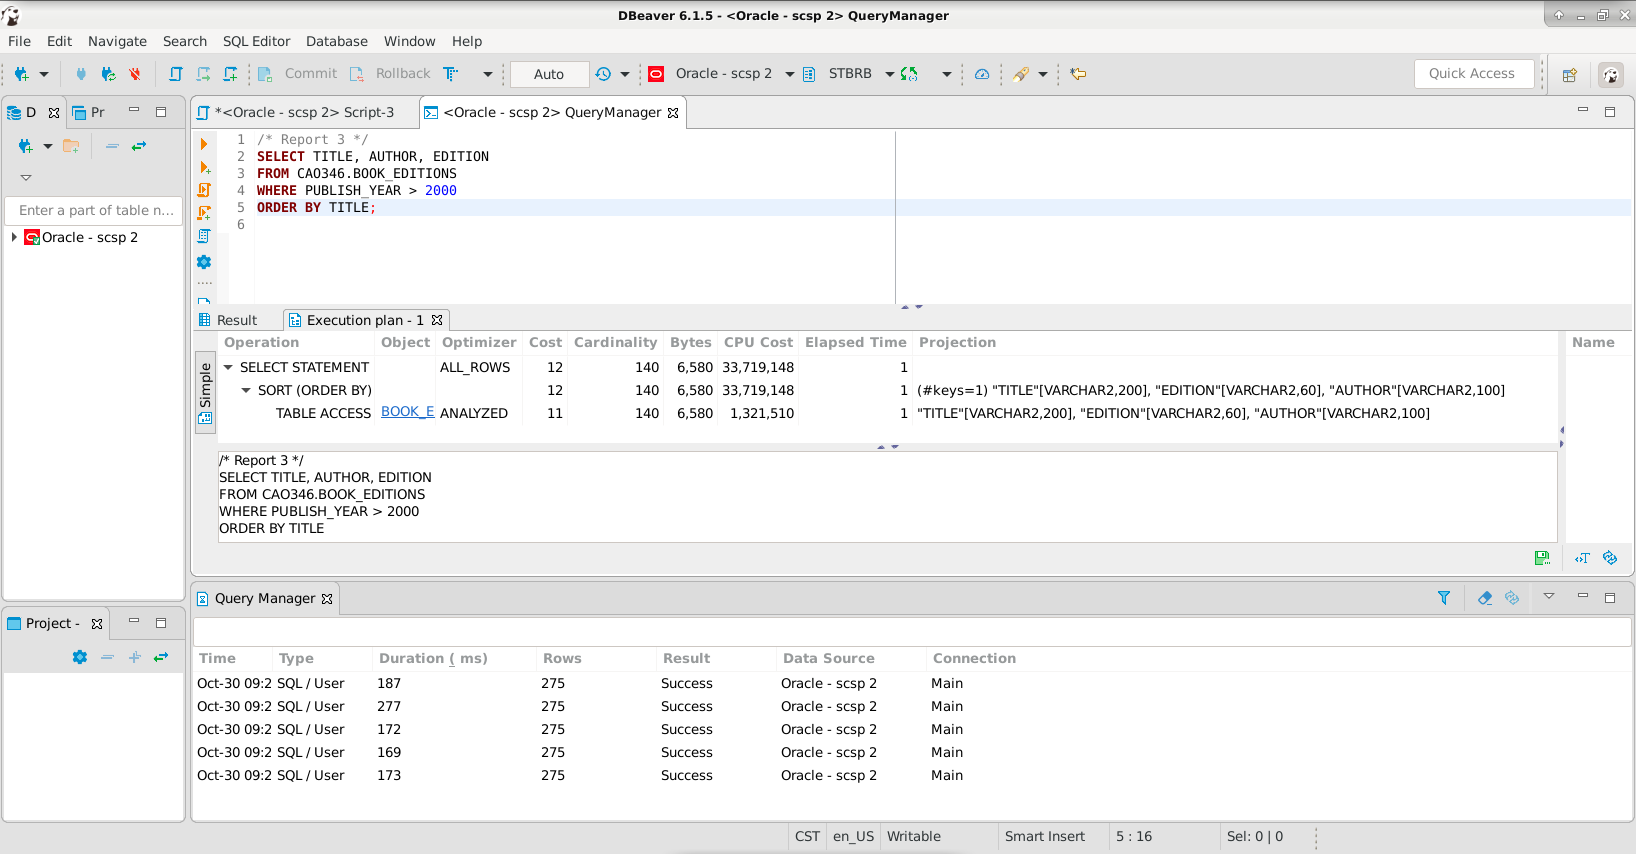 DBeaver 6.1.5 - <Oracle - scsp 2> QueryManager
File Edit Navigate Search SQL Editor Database Window Help
Commit Rollback Auto Oracle - scsp 2 STBRB Quick Access
D Pr
*<Oracle - scsp 2> Script-3 <Oracle - scsp 2> QueryManager
Enter a part of table n...
Oracle - scsp 2
1 /* Report 3 */
2 SELECT TITLE, AUTHOR, EDITION
3 FROM CAO346.BOOK_EDITIONS
4 WHERE PUBLISH_YEAR > 2000
5 ORDER BY TITLE;
6
Result Execution plan - 1
Simple
Operation Object Optimizer Cost Cardinality Bytes CPU Cost Elapsed Time Projection Name
SELECT STATEMENT ALL_ROWS 12 140 6,580 33,719,148 1
SORT (ORDER BY) 12 140 6,580 33,719,148 1 (#keys=1) "TITLE"[VARCHAR2,200], "EDITION"[VARCHAR2,60], "AUTHOR"[VARCHAR2,100]
TABLE ACCESS BOOK_E ANALYZED 11 140 6,580 1,321,510 1 "TITLE"[VARCHAR2,200], "EDITION"[VARCHAR2,60], "AUTHOR"[VARCHAR2,100]
/* Report 3 */
SELECT TITLE, AUTHOR, EDITION
FROM CAO346.BOOK_EDITIONS
WHERE PUBLISH_YEAR > 2000
ORDER BY TITLE
Project -
Query Manager
Time Type Duration ( ms) Rows Result Data Source Connection
Oct-30 09:2 SQL / User 187 275 Success Oracle - scsp 2 Main
Oct-30 09:2 SQL / User 277 275 Success Oracle - scsp 2 Main
Oct-30 09:2 SQL / User 172 275 Success Oracle - scsp 2 Main
Oct-30 09:2 SQL / User 169 275 Success Oracle - scsp 2 Main
Oct-30 09:2 SQL / User 173 275 Success Oracle - scsp 2 Main
CST en_US Writable Smart Insert 5 : 16 Sel: 0 | 0